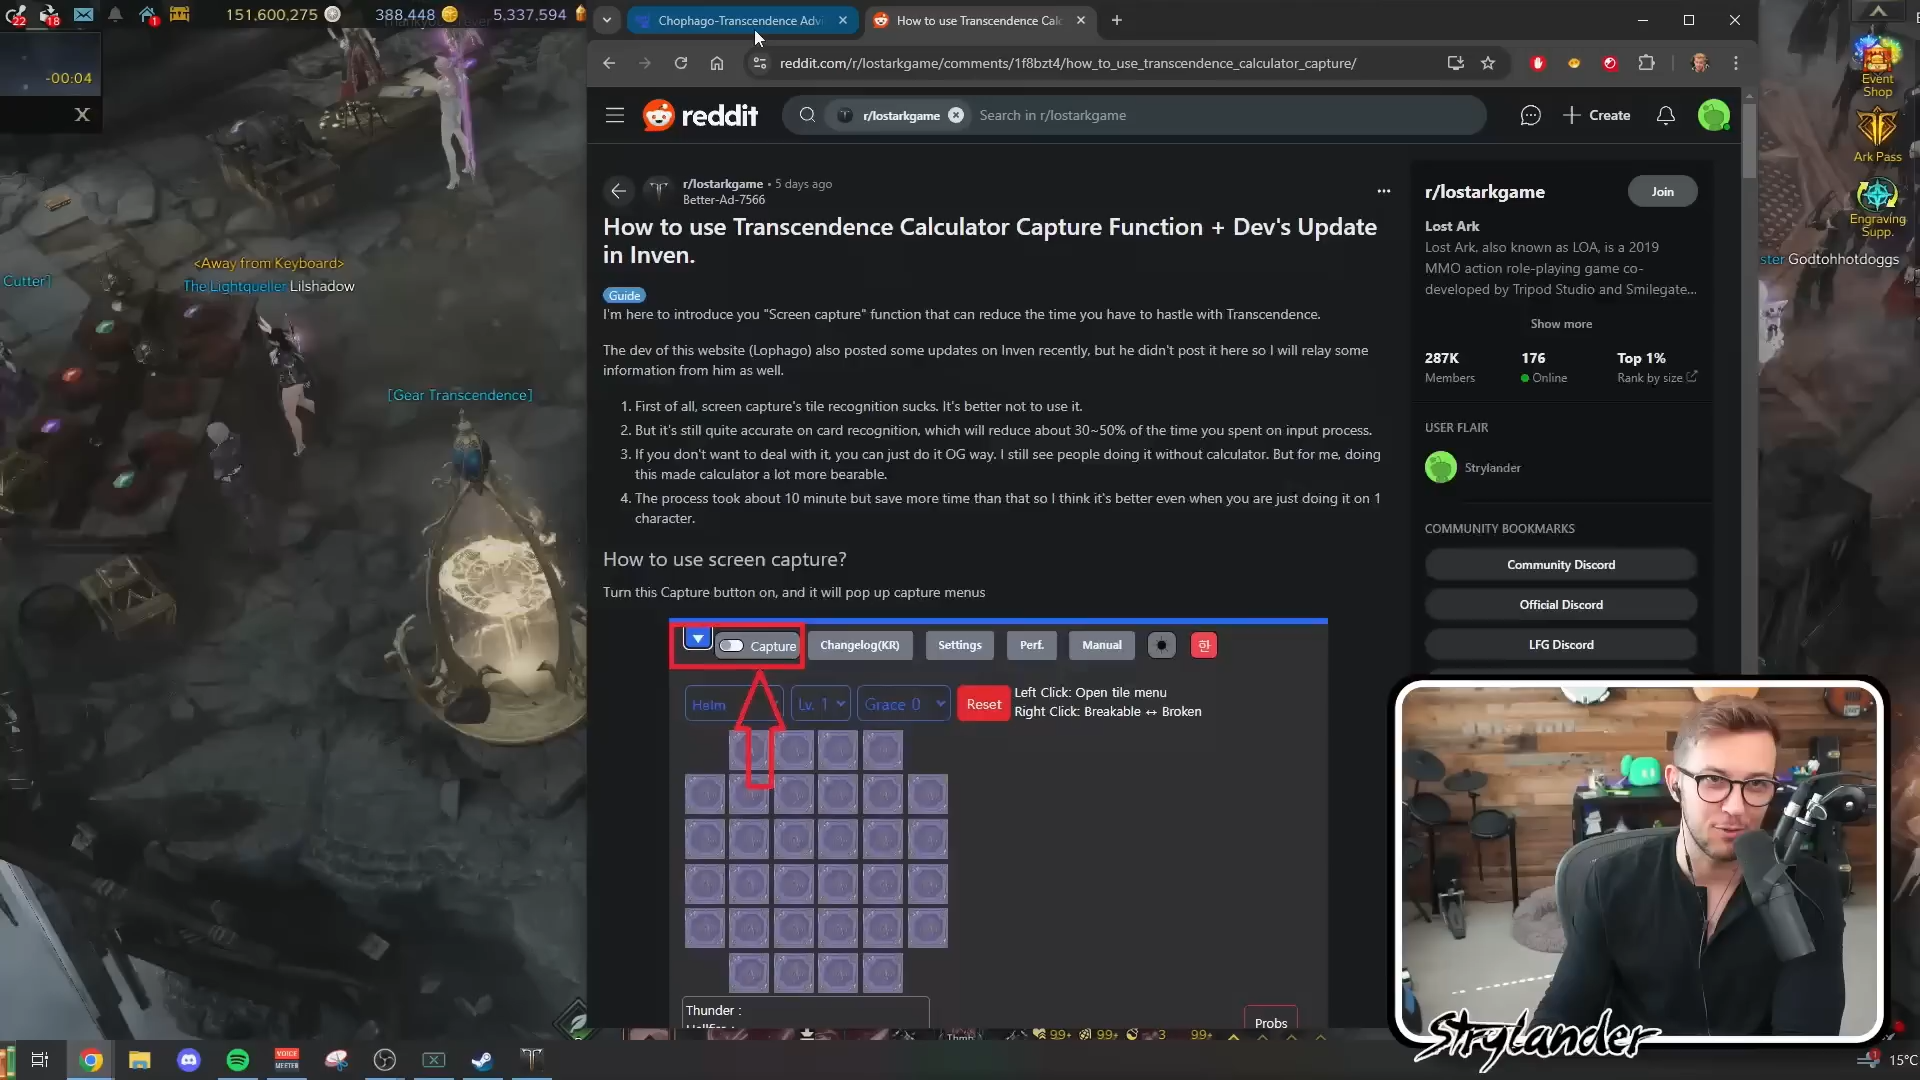 22
18
1
151,600,275
388,448
5,337,594
-00:04
X
<Away from Keyboard>
The Lightqueller Lilshadow
Cutter]
[Gear Transcendence]
Chophago-Transcendence Advi
How to use Transcendence Calc
reddit.com/r/lostarkgame/comments/1f8bzt4/how_to_use_transcendence_calculator_capture/
reddit
r/lostarkgame
Search in r/lostarkgame
Create
r/lostarkgame • 5 days ago
Better-Ad-7566
How to use Transcendence Calculator Capture Function + Dev's Update
in Inven.
Guide
I'm here to introduce you "Screen capture" function that can reduce the time you have to hastle with Transcendence.
The dev of this website (Lophago) also posted some updates on Inven recently, but he didn't post it here so I will relay some
information from him as well.
1. First of all, screen capture's tile recognition sucks. It's better not to use it.
2. But it's still quite accurate on card recognition, which will reduce about 30~50% of the time you spent on input process.
3. If you don't want to deal with it, you can just do it OG way. I still see people doing it without calculator. But for me, doing
this made calculator a lot more bearable.
4. The process took about 10 minute but save more time than that so I think it's better even when you are just doing it on 1
character.
How to use screen capture?
Turn this Capture button on, and it will pop up capture menus
Capture
Changelog(KR)
Settings
Perf.
Manual
한
Helm
Lv. 1
Grace 0
Reset
Left Click: Open tile menu
Right Click: Breakable ↔ Broken
Thunder :
Probs
r/lostarkgame
Join
Lost Ark
Lost Ark, also known as LOA, is a 2019
MMO action role-playing game co-
developed by Tripod Studio and Smilegate...
Show more
287K
Members
176
Online
Top 1%
Rank by size
USER FLAIR
Strylander
COMMUNITY BOOKMARKS
Community Discord
Official Discord
LFG Discord
Event
Shop
Ark Pass
Engraving
Supp.
ster Godtohhotdoggs
99+
99+
3
99+
Strylander
VOICE
MEETER
15°C